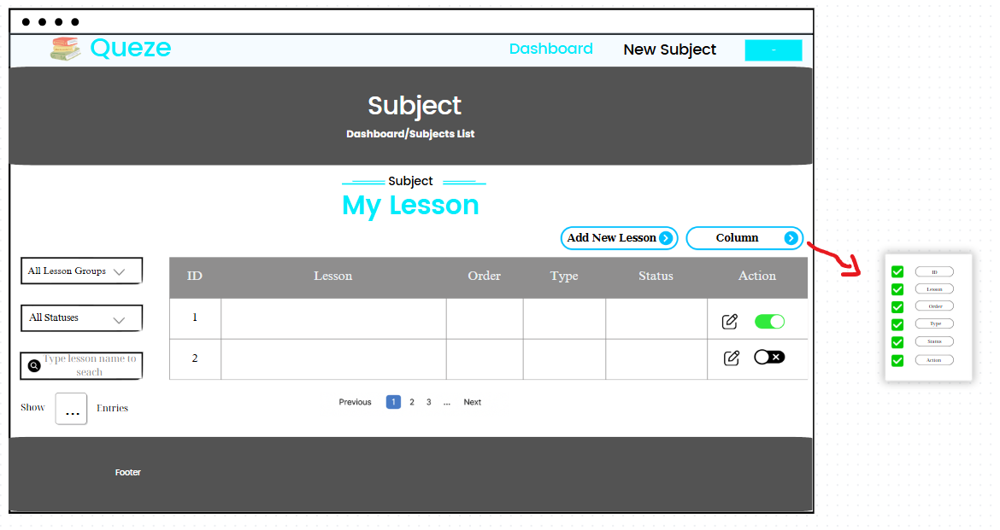 Queze
Dashboard
New Subject
-
Subject
Dashboard/Subjects List
Subject
My Lesson
Add New Lesson
Column
All Lesson Groups
All Statuses
Type lesson name to
seach
Show ... Entries
ID Lesson Order Type Status Action
1
2
Previous 1 2 3 ... Next
Footer
ID
Lesson
Order
Type
Status
Action